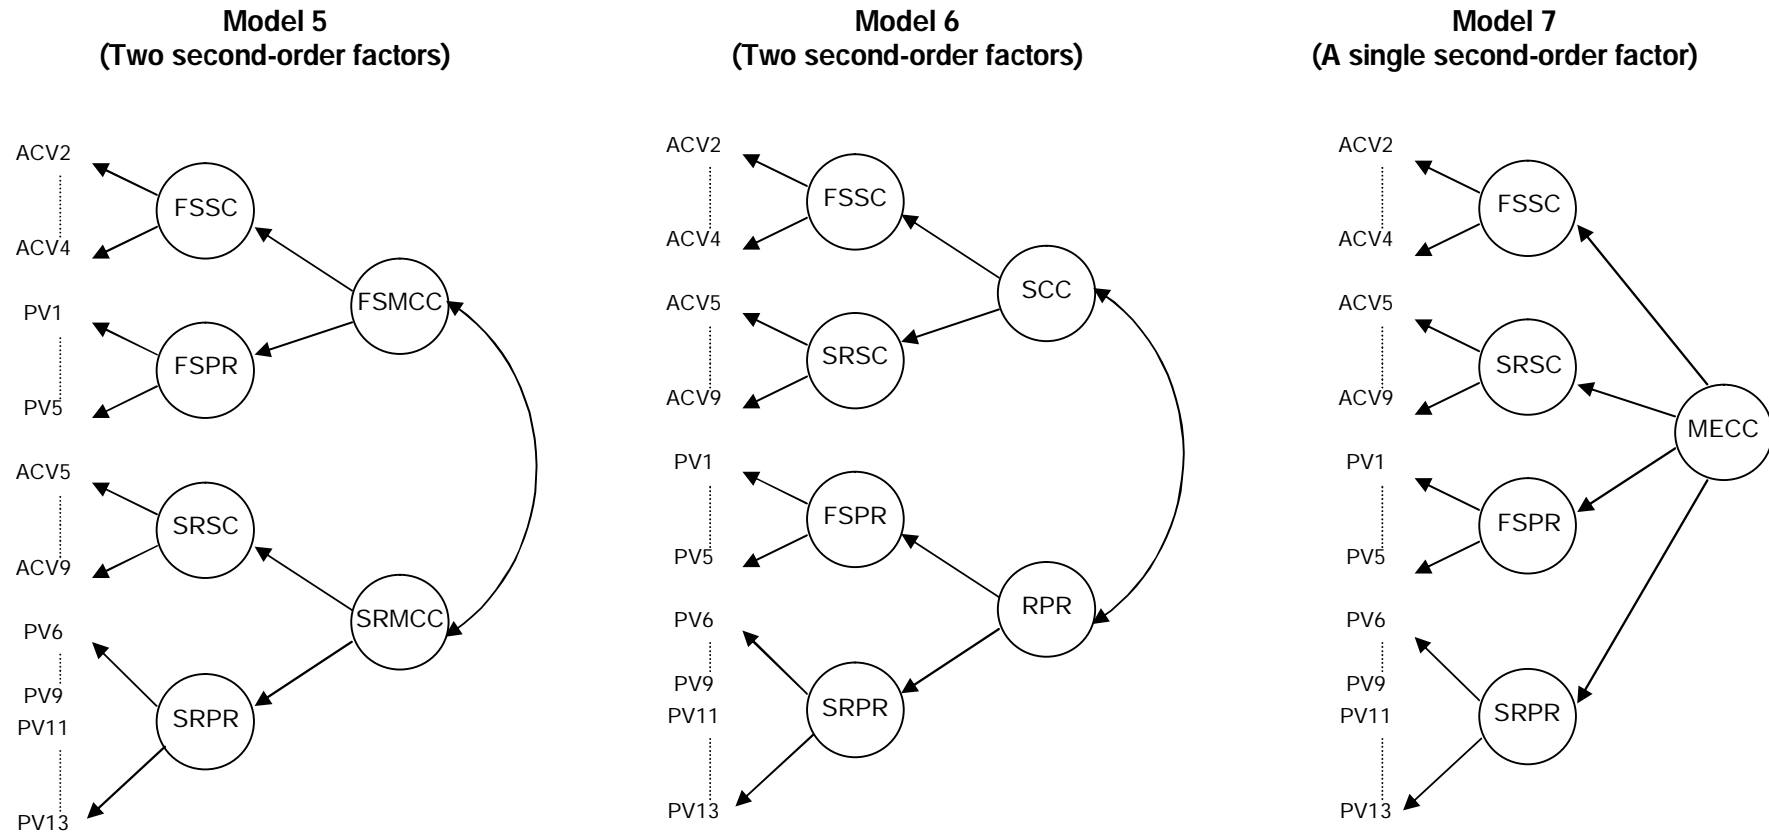 Model 5
(Two second-order factors)
ACV2
FSSC
ACV4
FSMCC
PV1
FSPR
PV5
ACV5
SRSC
ACV9
SRMCC
PV6
PV9
SRPR
PV11
PV13
Model 6
(Two second-order factors)
ACV2
FSSC
ACV4
SCC
ACV5
SRSC
ACV9
PV1
FSPR
PV5
RPR
PV6
PV9
SRPR
PV11
PV13
Model 7
(A single second-order factor)
ACV2
FSSC
ACV4
ACV5
SRSC
ACV9
MECC
PV1
FSPR
PV5
PV6
PV9
SRPR
PV11
PV13